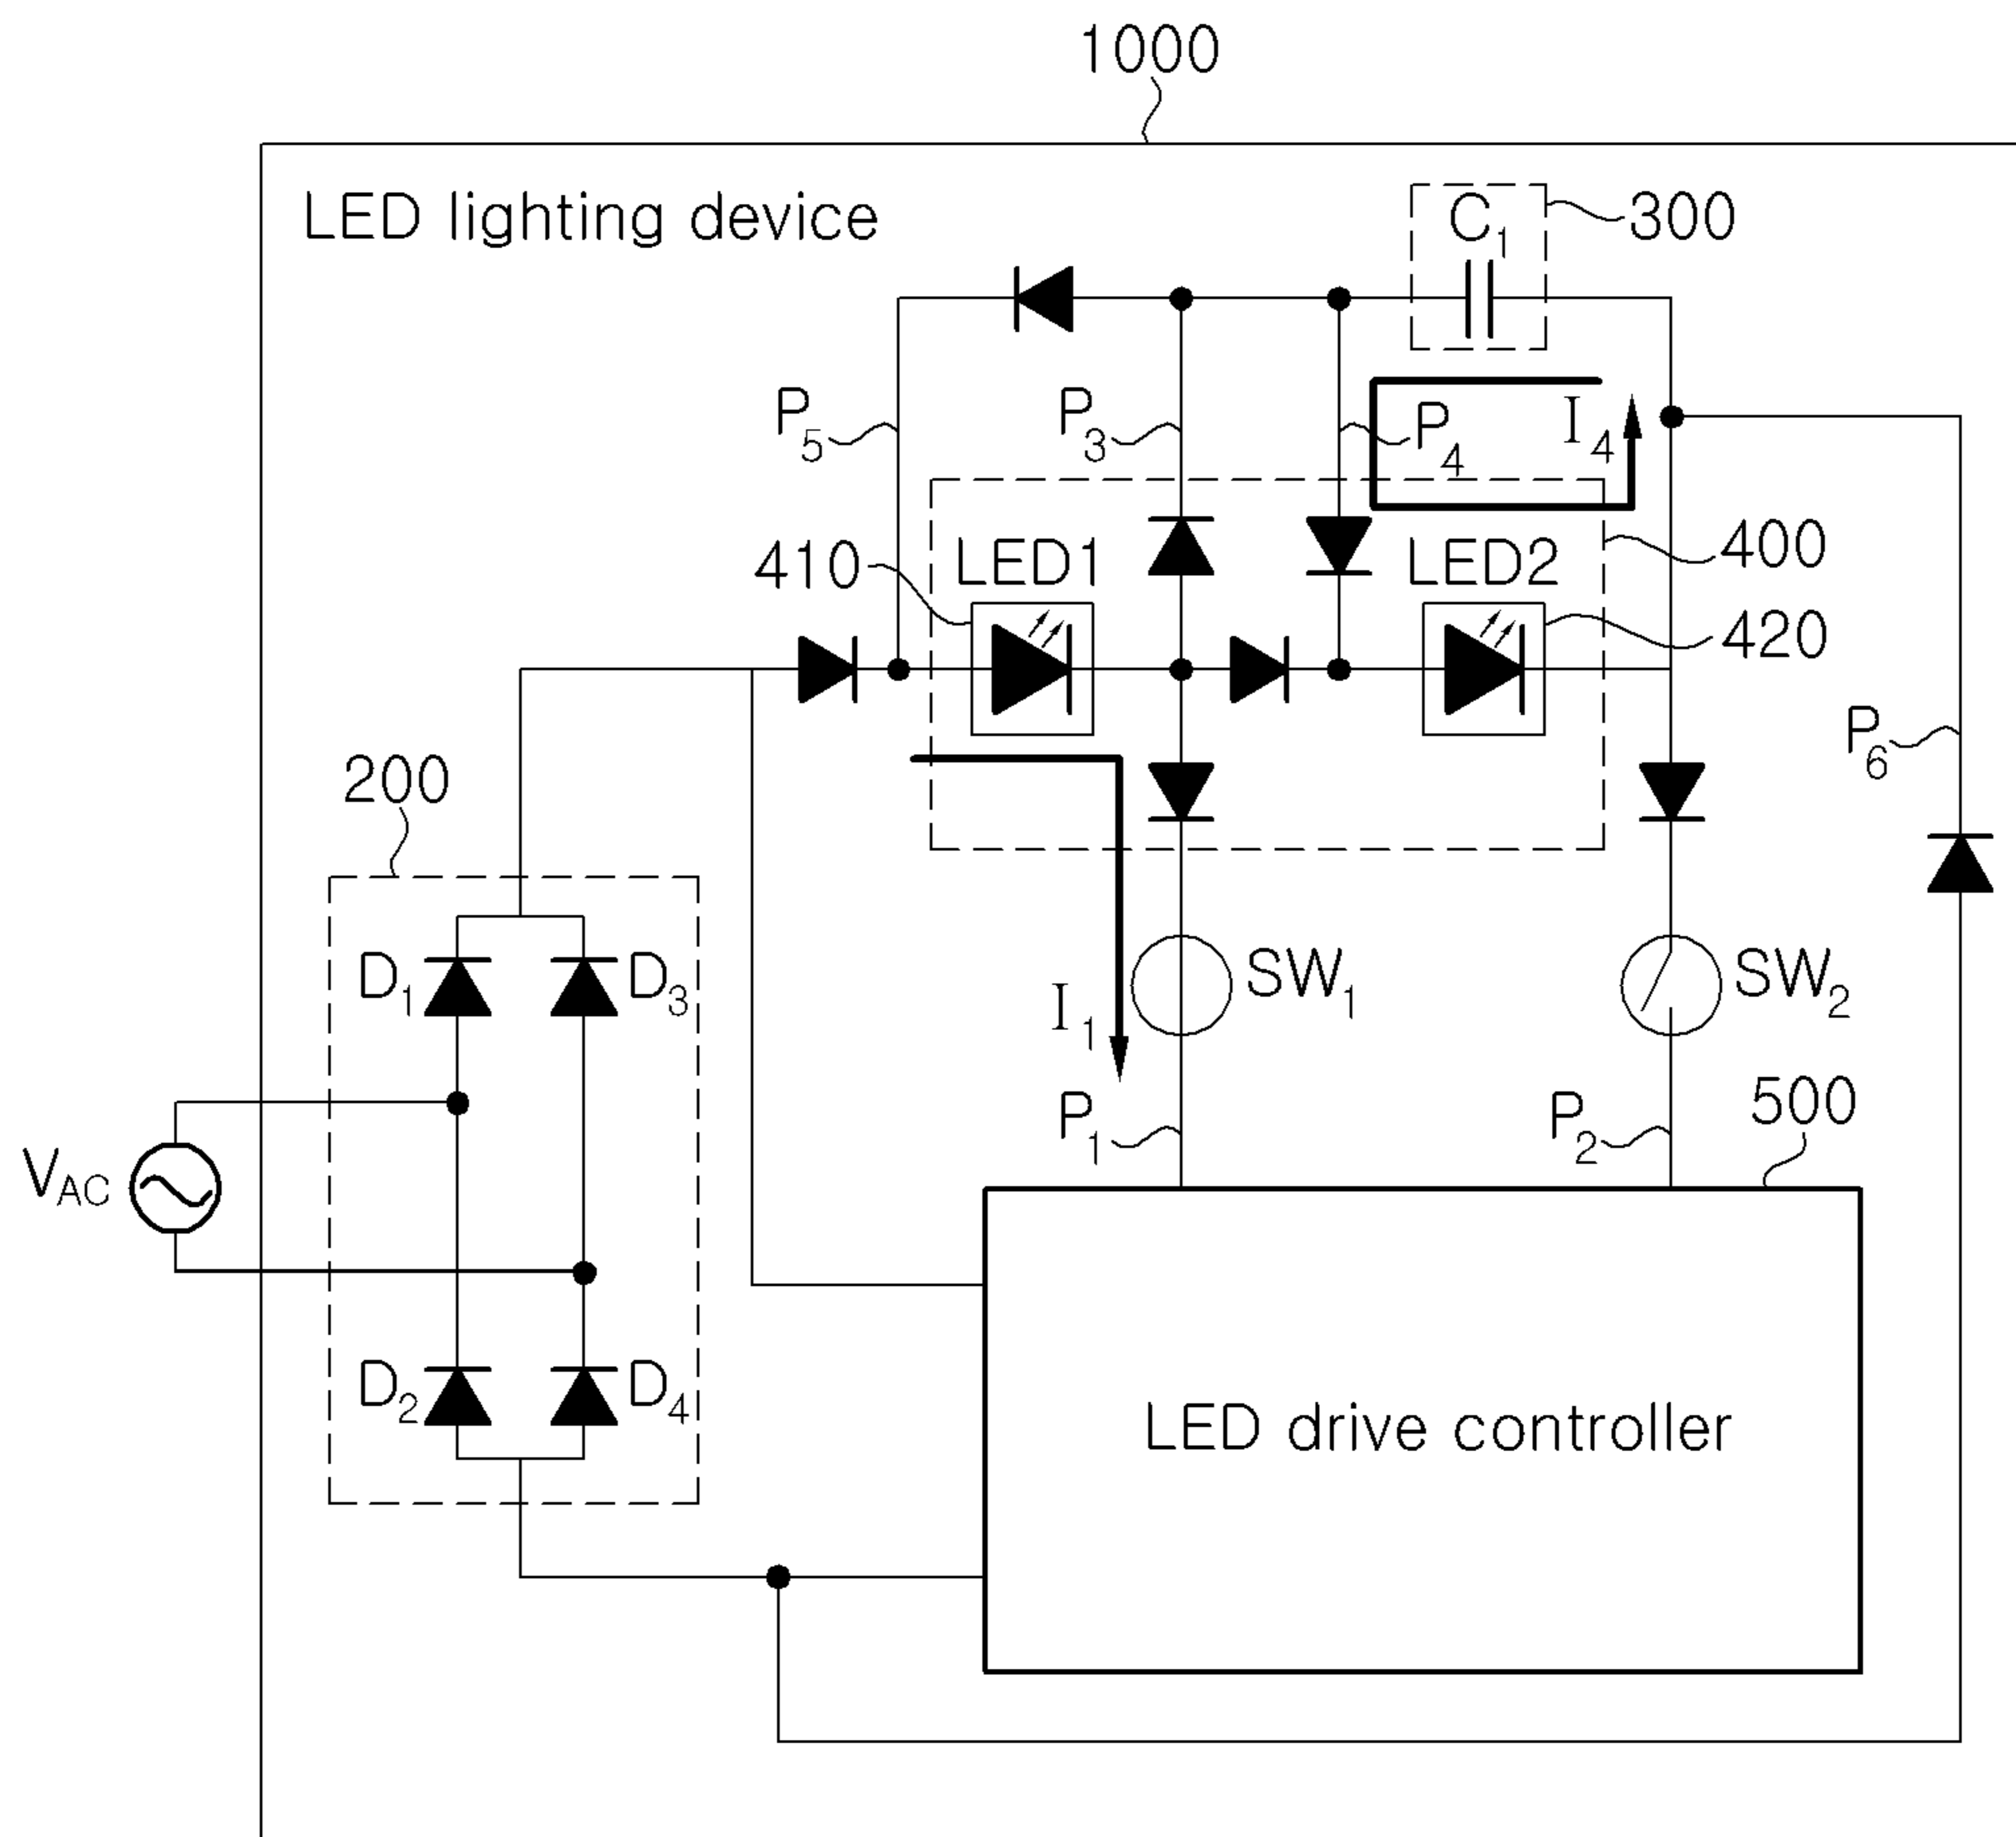 1000
LED lighting device
C1
300
P5
P3
P4
I4
410
LED1
LED2
400
420
P6
200
D1
D3
SW1
SW2
I1
P1
P2
500
VAC
D2
D4
LED drive controller